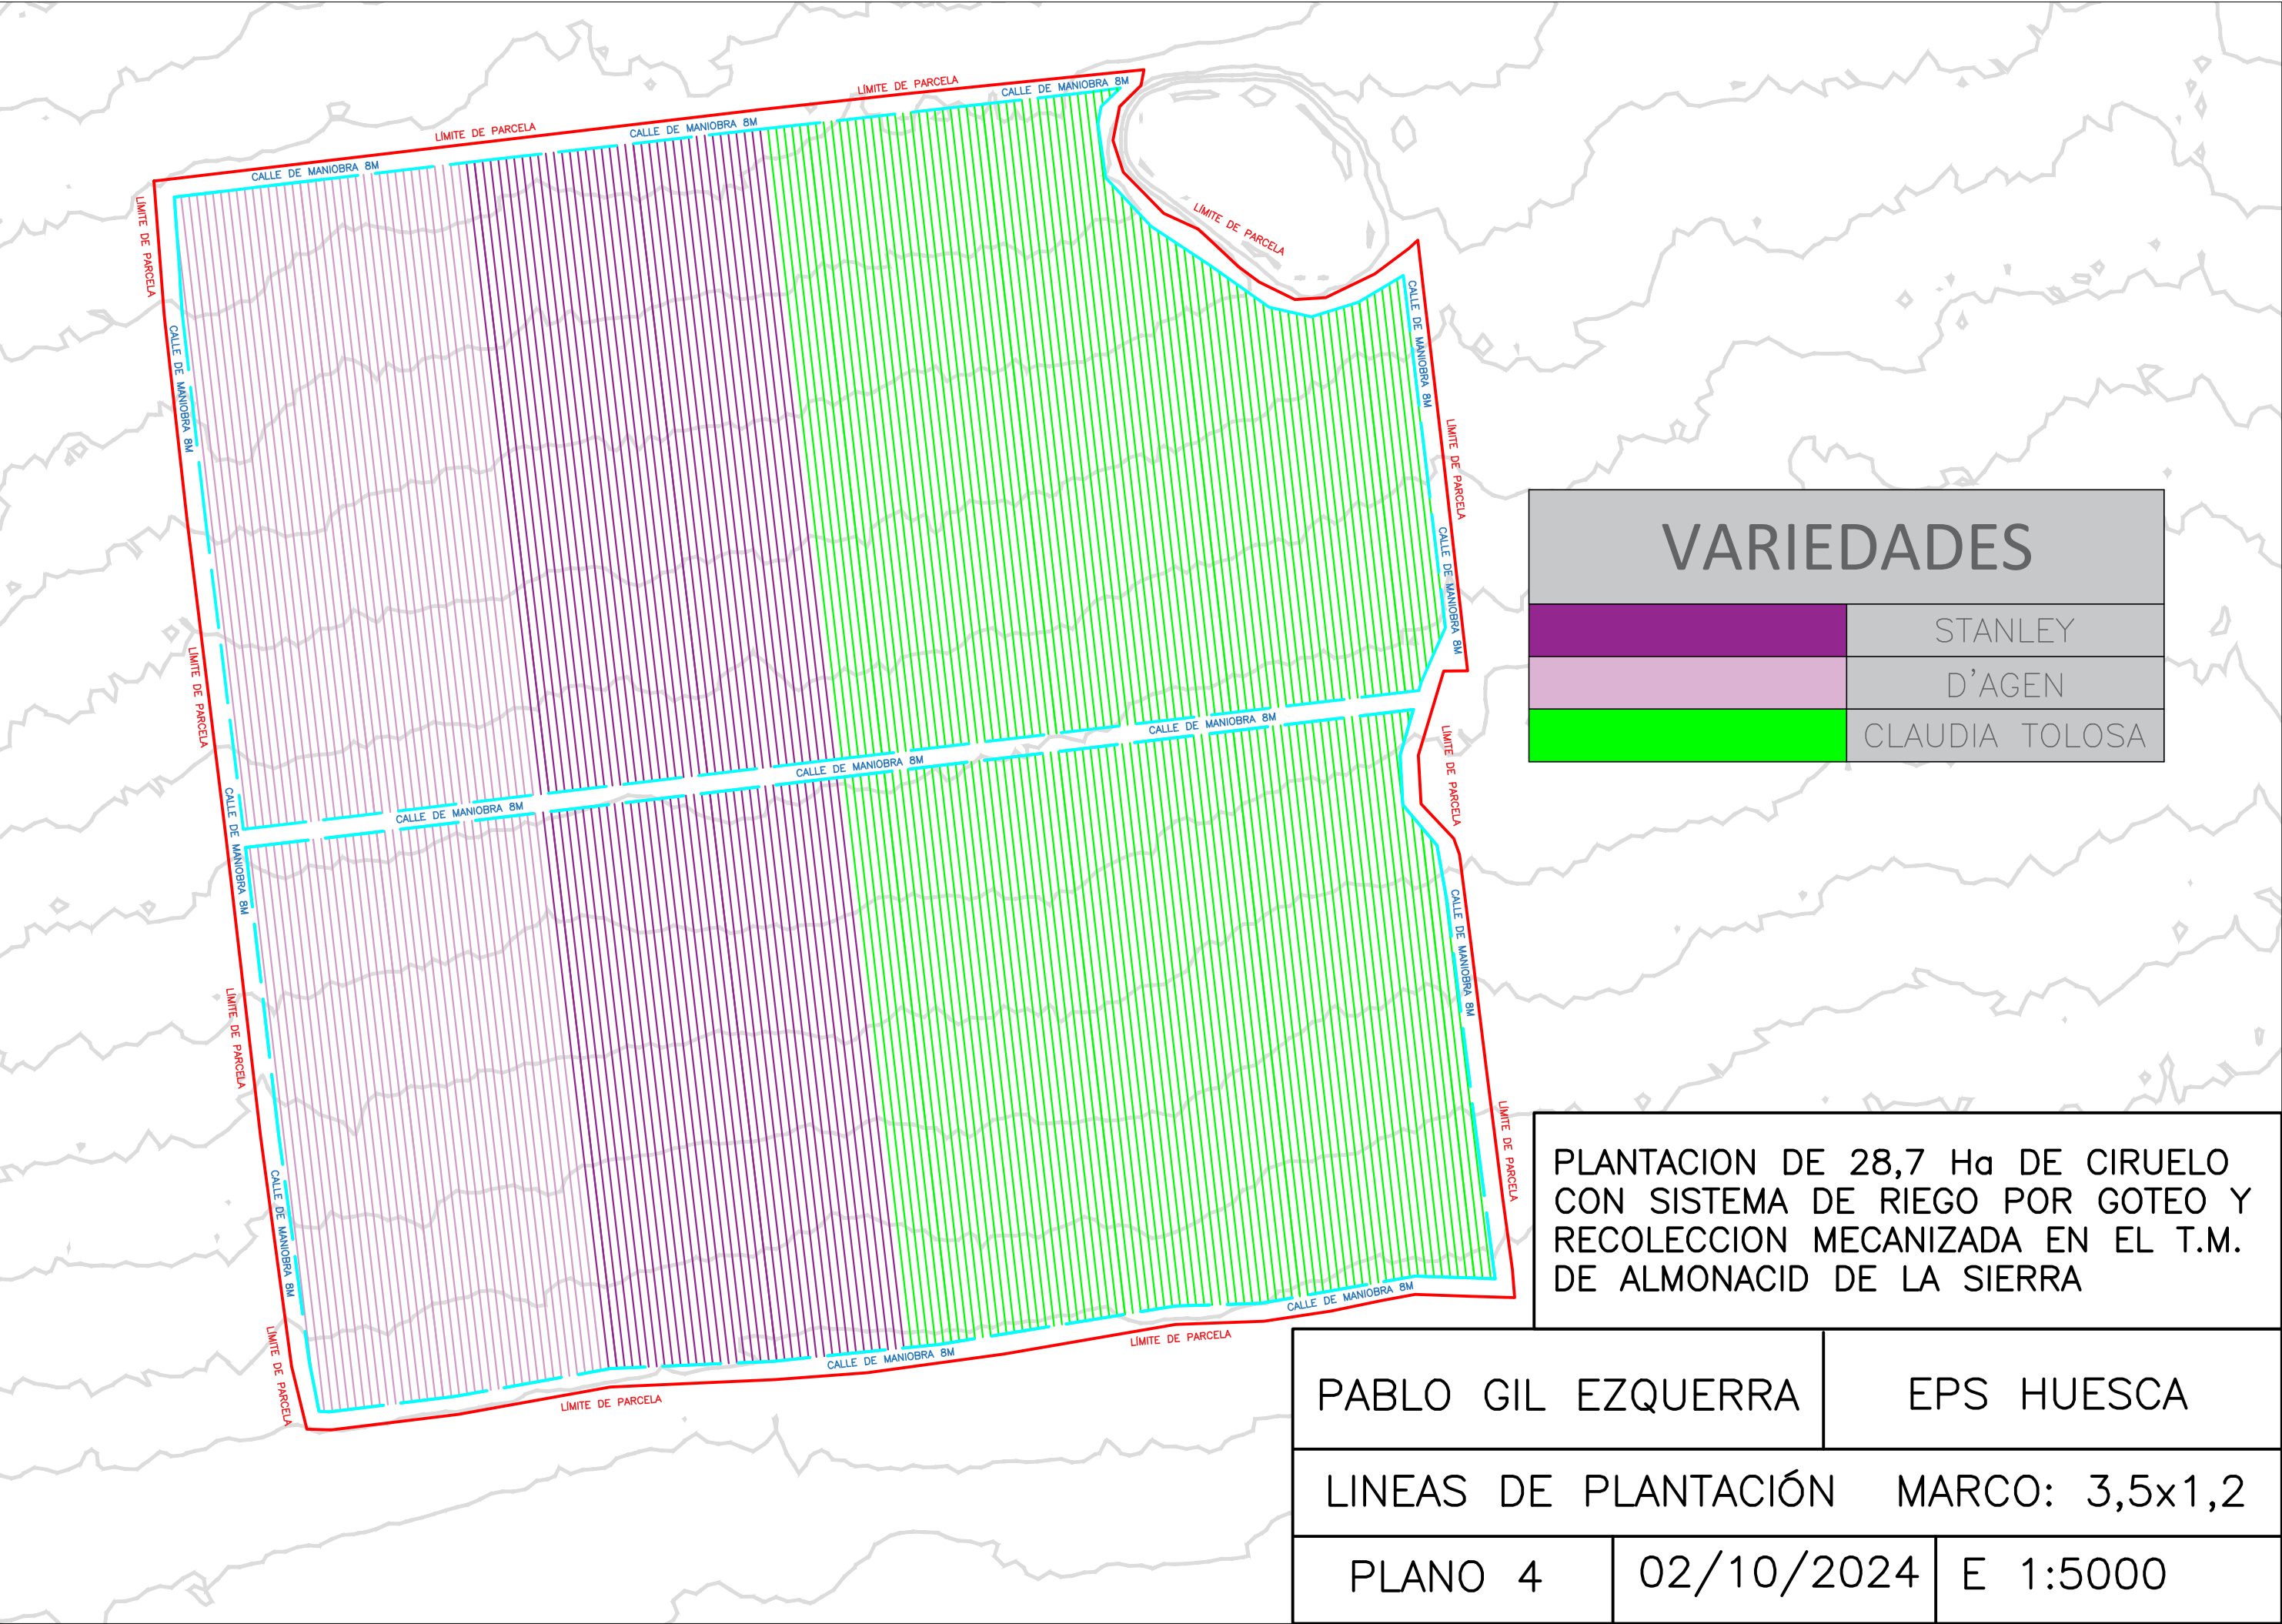 LÍMITE DE PARCELA
CALLE DE MANIOBRA 8M
LÍMITE DE PARCELA
CALLE DE MANIOBRA 8M
CALLE DE MANIOBRA 8M
LÍMITE DE PARCELA
LÍMITE DE PARCELA
LÍMITE DE PARCELA
CALLE DE MANIOBRA 8M
CALLE DE MANIOBRA 8M
LÍMITE DE PARCELA
CALLE DE MANIOBRA 8M
LÍMITE DE PARCELA
CALLE DE MANIOBRA 8M
CALLE DE MANIOBRA 8M
CALLE DE MANIOBRA 8M
LÍMITE DE PARCELA
CALLE DE MANIOBRA 8M
CALLE DE MANIOBRA 8M
LÍMITE DE PARCELA
LÍMITE DE PARCELA
CALLE DE MANIOBRA 8M
CALLE DE MANIOBRA 8M
LÍMITE DE PARCELA
LÍMITE DE PARCELA
CALLE DE MANIOBRA 8M
LÍMITE DE PARCELA
VARIEDADES
STANLEY
D'AGEN
CLAUDIA TOLOSA
PLANTACION DE 28,7 Ha DE CIRUELO
CON SISTEMA DE RIEGO POR GOTEO Y
RECOLECCION MECANIZADA EN EL T.M.
DE ALMONACID DE LA SIERRA
PABLO GIL EZQUERRA
EPS HUESCA
LINEAS DE PLANTACIÓN MARCO: 3,5x1,2
PLANO 4
02/10/2024
E 1:5000